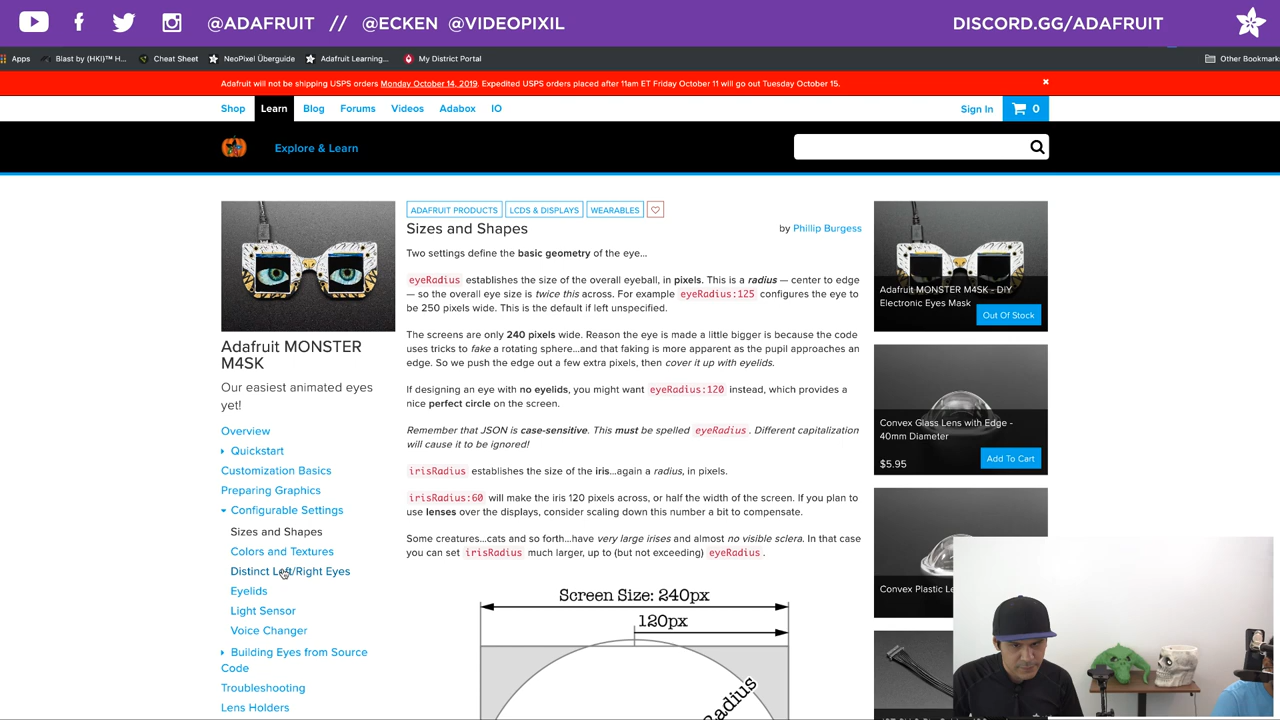 @ADAFRUIT // @ECKEN @VIDEOPIXIL
DISCORD.GG/ADAFRUIT
Apps Blast by (HKI)™ H... Cheat Sheet NeoPixel Überguide Adafruit Learning... My District Portal Other Bookmarks
Adafruit will not be shipping USPS orders Monday October 14, 2019. Expedited USPS orders placed after 11am ET Friday October 11 will go out Tuesday October 15.
Shop Learn Blog Forums Videos Adabox IO
Sign In 0
Explore & Learn
Adafruit MONSTER
M4SK
Our easiest animated eyes
yet!
Overview
Quickstart
Customization Basics
Preparing Graphics
Configurable Settings
Sizes and Shapes
Colors and Textures
Distinct Left/Right Eyes
Eyelids
Light Sensor
Voice Changer
Building Eyes from Source
Code
Troubleshooting
Lens Holders
ADAFRUIT PRODUCTS LCDS & DISPLAYS WEARABLES
Sizes and Shapes
by Phillip Burgess
Two settings define the basic geometry of the eye...
eyeRadius establishes the size of the overall eyeball, in pixels. This is a radius — center to edge
— so the overall eye size is twice this across. For example eyeRadius:125 configures the eye to
be 250 pixels wide. This is the default if left unspecified.
The screens are only 240 pixels wide. Reason the eye is made a little bigger is because the code
uses tricks to fake a rotating sphere...and that faking is more apparent as the pupil approaches an
edge. So we push the edge out a few extra pixels, then cover it up with eyelids.
If designing an eye with no eyelids, you might want eyeRadius:120 instead, which provides a
nice perfect circle on the screen.
Remember that JSON is case-sensitive. This must be spelled eyeRadius. Different capitalization
will cause it to be ignored!
irisRadius establishes the size of the iris...again a radius, in pixels.
irisRadius:60 will make the iris 120 pixels across, or half the width of the screen. If you plan to
use lenses over the displays, consider scaling down this number a bit to compensate.
Some creatures...cats and so forth...have very large irises and almost no visible sclera. In that case
you can set irisRadius much larger, up to (but not exceeding) eyeRadius.
Screen Size: 240px
120px
Radius
Adafruit MONSTER M4SK - DIY
Electronic Eyes Mask
Out Of Stock
Convex Glass Lens with Edge -
40mm Diameter
$5.95
Add To Cart
Convex Plastic Le